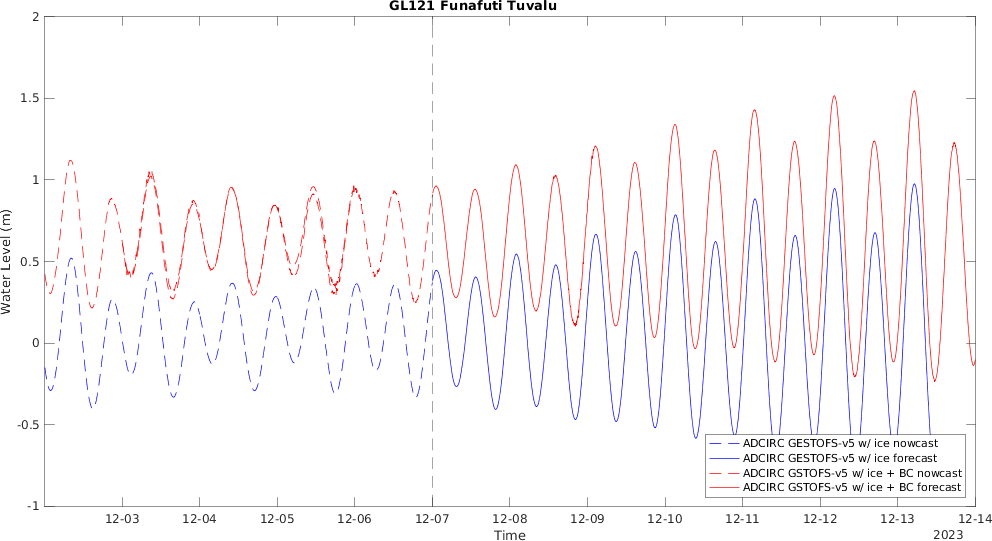 GL121 Funafuti Tuvalu
2
1.5
1
0.5
0
-0.5
-1
Water Level (m)
ADCIRC GESTOFS-v5 w/ ice nowcast
ADCIRC GESTOFS-v5 w/ ice forecast
ADCIRC GSTOFS-v5 w/ ice + BC nowcast
ADCIRC GSTOFS-v5 w/ ice + BC forecast
12-03 12-04 12-05 12-06 12-07 12-08 12-09 12-10 12-11 12-12 12-13 12-14
Time
2023